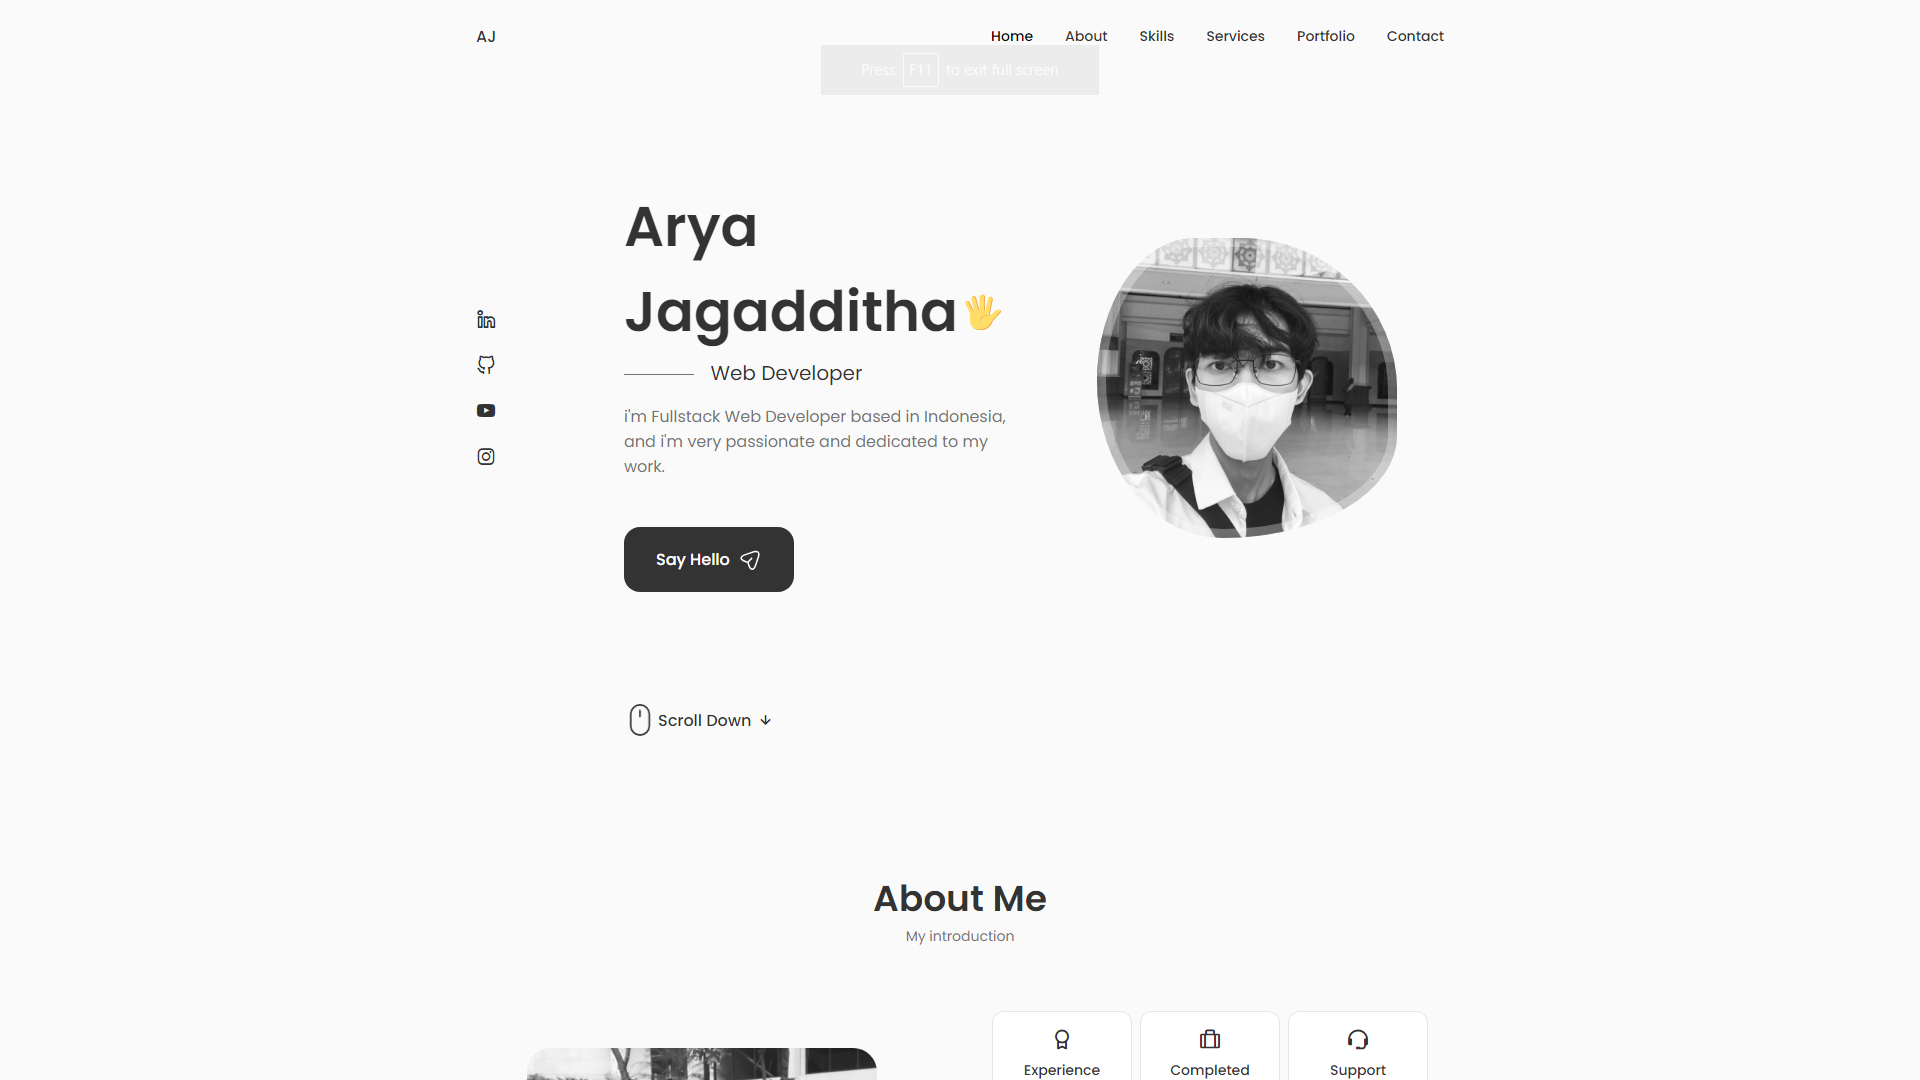 AJ
Home About Skills Services Portfolio Contact
Press F11 to exit full screen
Arya
Jagadditha
Web Developer
i'm Fullstack Web Developer based in Indonesia,
and i'm very passionate and dedicated to my
work.
Say Hello
Scroll Down
About Me
My introduction
Experience Completed Support